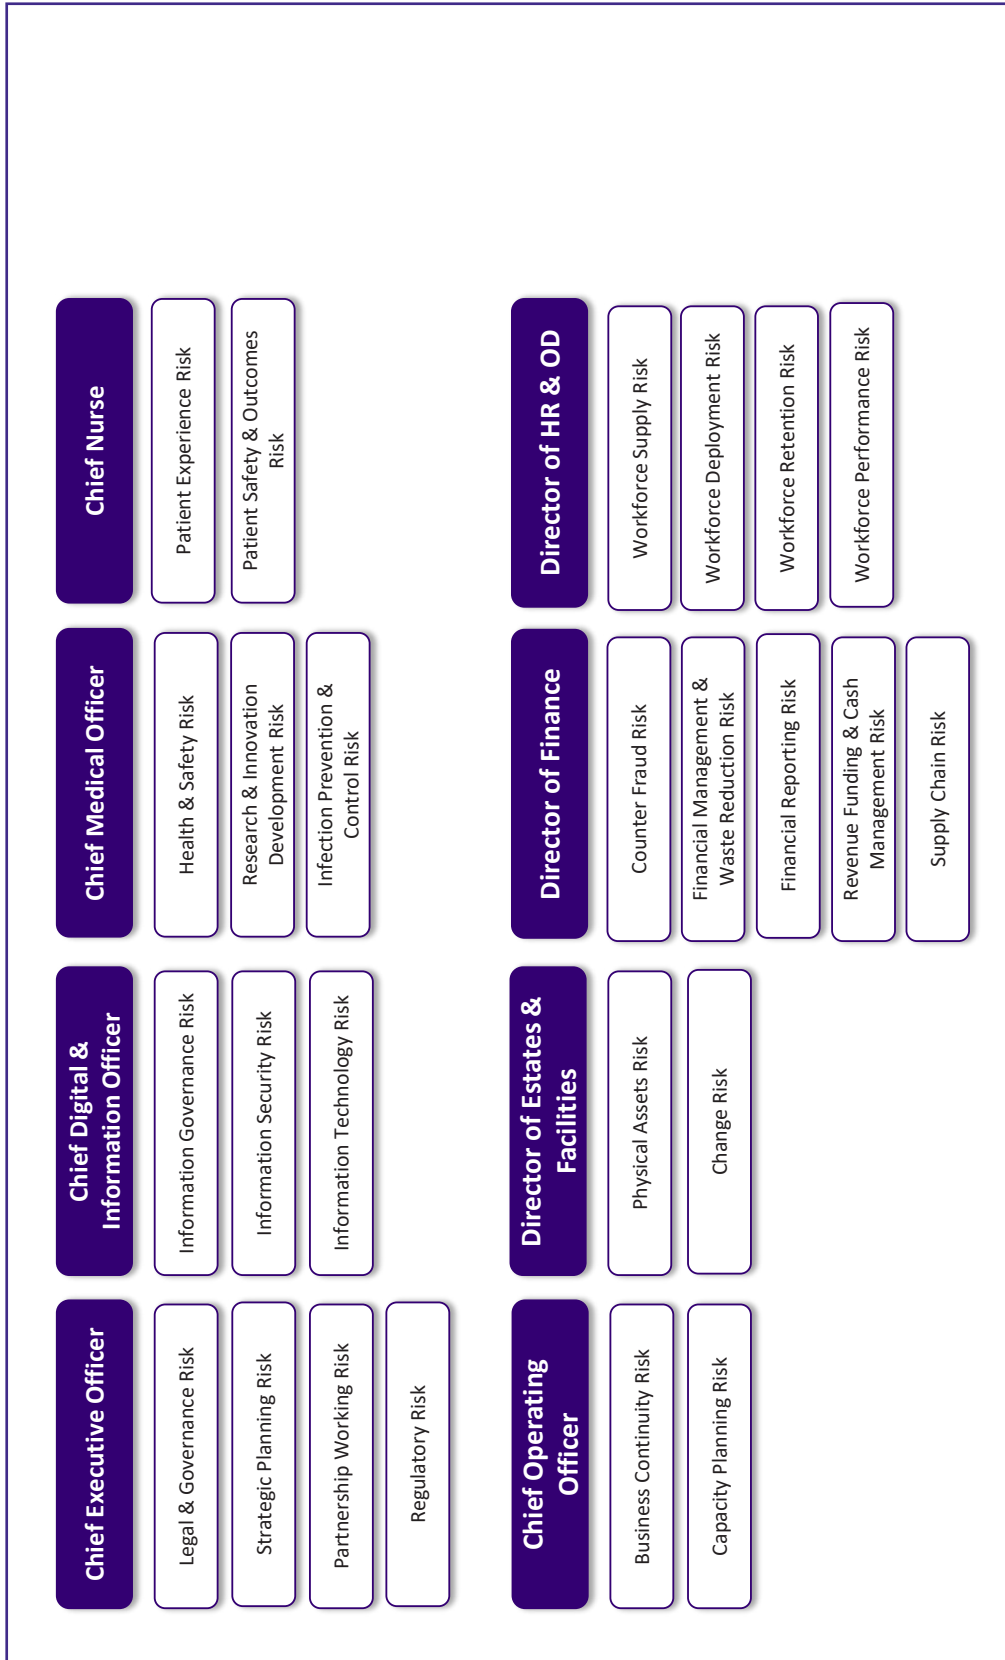 Chief Executive Officer
Legal & Governance Risk
Strategic Planning Risk
Partnership Working Risk
Regulatory Risk
Chief Digital &
Information Officer
Information Governance Risk
Information Security Risk
Information Technology Risk
Chief Medical Officer
Health & Safety Risk
Research & Innovation
Development Risk
Infection Prevention &
Control Risk
Chief Nurse
Patient Experience Risk
Patient Safety & Outcomes
Risk
Chief Operating
Officer
Business Continuity Risk
Capacity Planning Risk
Director of Estates &
Facilities
Physical Assets Risk
Change Risk
Director of Finance
Counter Fraud Risk
Financial Management &
Waste Reduction Risk
Financial Reporting Risk
Revenue Funding & Cash
Management Risk
Supply Chain Risk
Director of HR & OD
Workforce Supply Risk
Workforce Deployment Risk
Workforce Retention Risk
Workforce Performance Risk